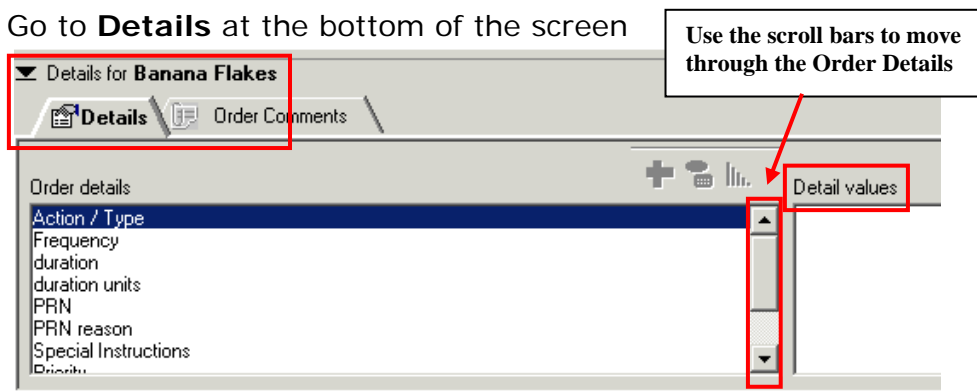 Go to Details at the bottom of the screen
Use the scroll bars to move
through the Order Details
Details for Banana Flakes
Details
Order Comments
Order details
Detail values
Action / Type
Frequency
duration
duration units
PRN
PRN reason
Special Instructions
Priority